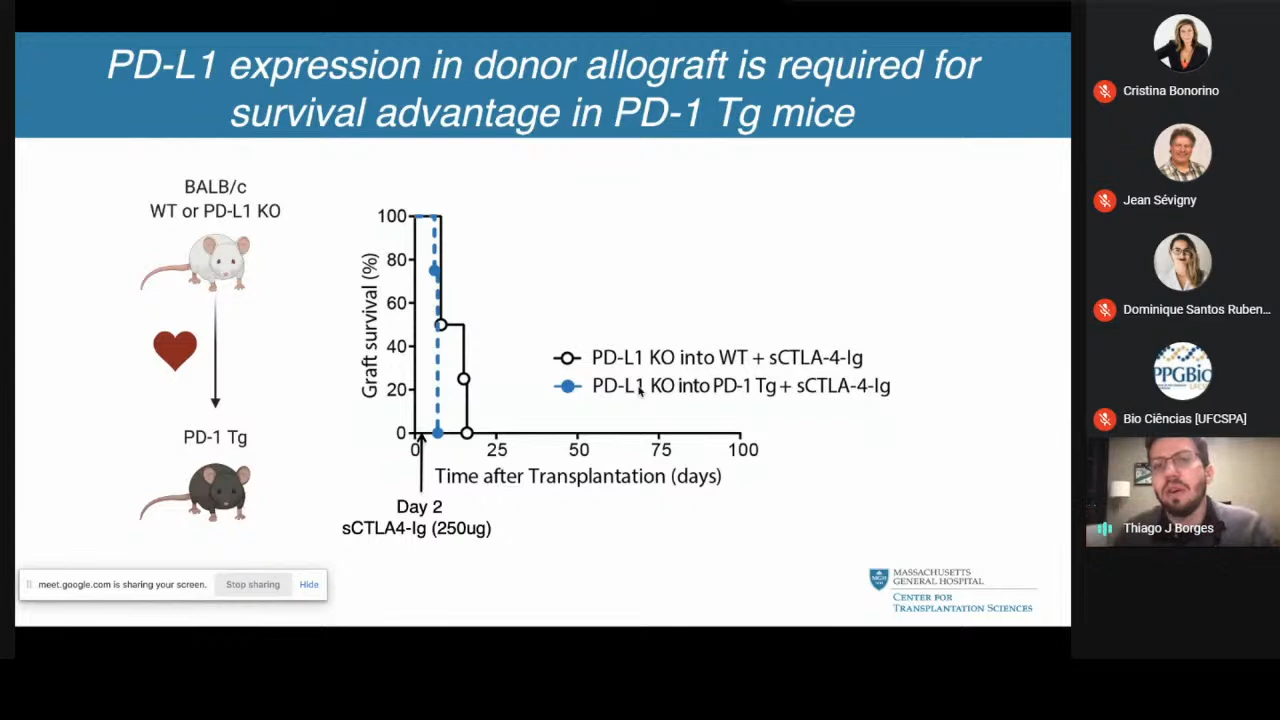 PD-L1 expression in donor allograft is required for
survival advantage in PD-1 Tg mice
BALB/c
WT or PD-L1 KO
PD-1 Tg
Graft survival (%)
100
80
60
40
20
0
0
25
50
75
100
Time after Transplantation (days)
PD-L1 KO into WT + sCTLA-4-Ig
PD-L1 KO into PD-1 Tg + sCTLA-4-Ig
Day 2
sCTLA4-Ig (250ug)
meet.google.com is sharing your screen.
Stop sharing
Hide
MGH
MASSACHUSETTS
GENERAL HOSPITAL
CENTER FOR
TRANSPLANTATION SCIENCES
Cristina Bonorino
Jean Sévigny
Dominique Santos Ruben...
PPGBio
Bio Ciências [UFCSPA]
Thiago J Borges